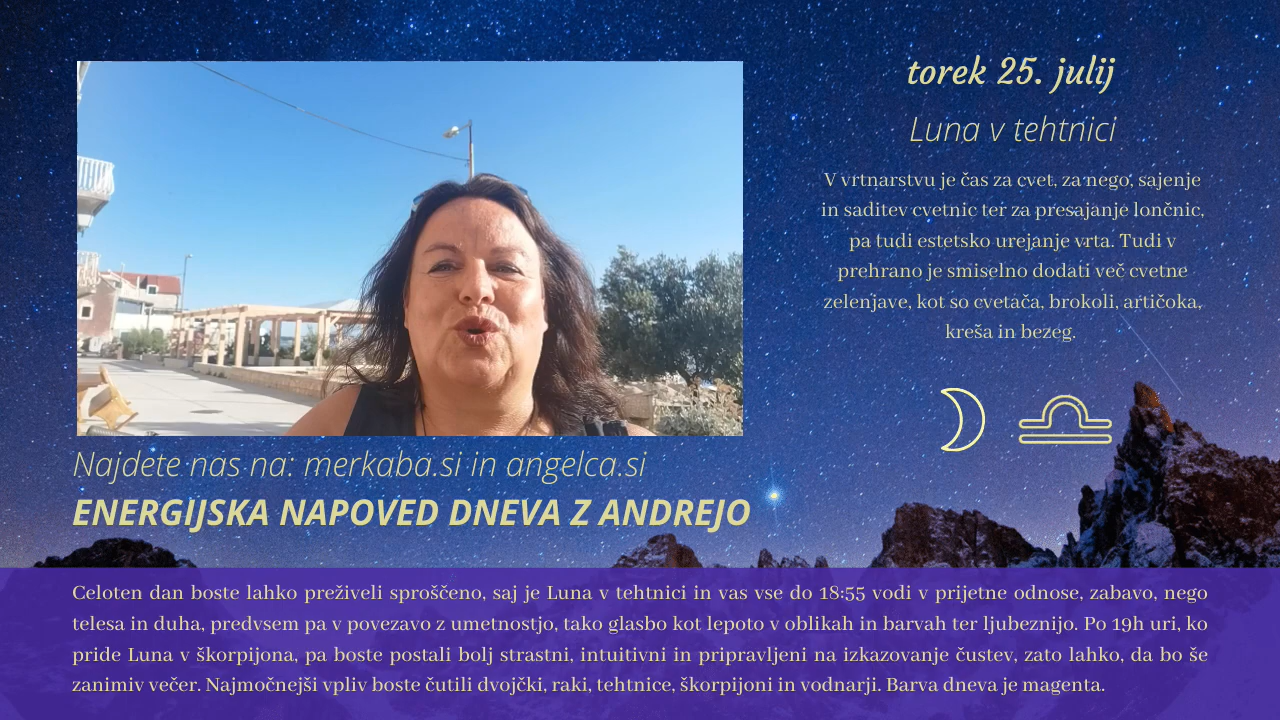 torek 25. julij
Luna v tehtnici
V vrtnarstvu je čas za cvet, za nego, sajenje
in saditev cvetnic ter za presajanje lončnic,
pa tudi estetsko urejanje vrta. Tudi v
prehrano je smiselno dodati več cvetne
zelenjave, kot so cvetača, brokoli, artičoka,
kreša in bezeg.
Najdete nas na: merkaba.si in angelca.si
ENERGIJSKA NAPOVED DNEVA Z ANDREJO
Celoten dan boste lahko preživeli sproščeno, saj je Luna v tehtnici in vas vse do 18:55 vodi v prijetne odnose, zabavo, nego
telesa in duha, predvsem pa v povezavo z umetnostjo, tako glasbo kot lepoto v oblikah in barvah ter ljubeznijo. Po 19h uri, ko
pride Luna v škorpijona, pa boste postali bolj strastni, intuitivni in pripravljeni na izkazovanje čustev, zato lahko, da bo še
zanimiv večer. Najmočnejši vpliv boste čutili dvojčki, raki, tehtnice, škorpijoni in vodnarji. Barva dneva je magenta.